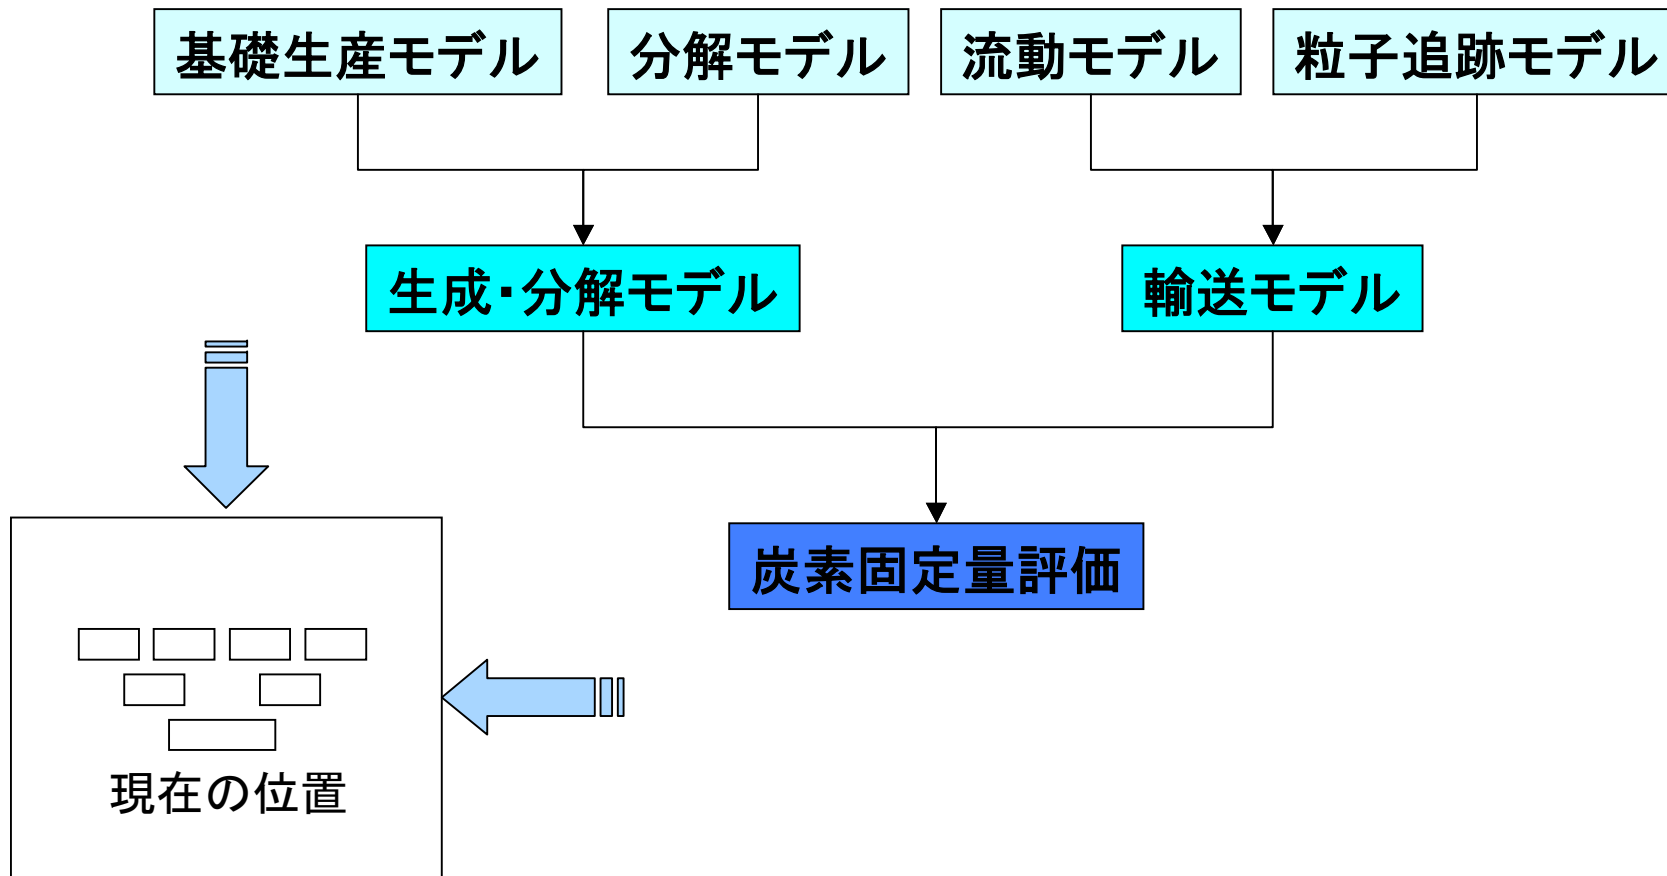 基礎生産モデル
分解モデル
流動モデル
粒子追跡モデル
生成・分解モデル
輸送モデル
炭素固定量評価
現在の位置